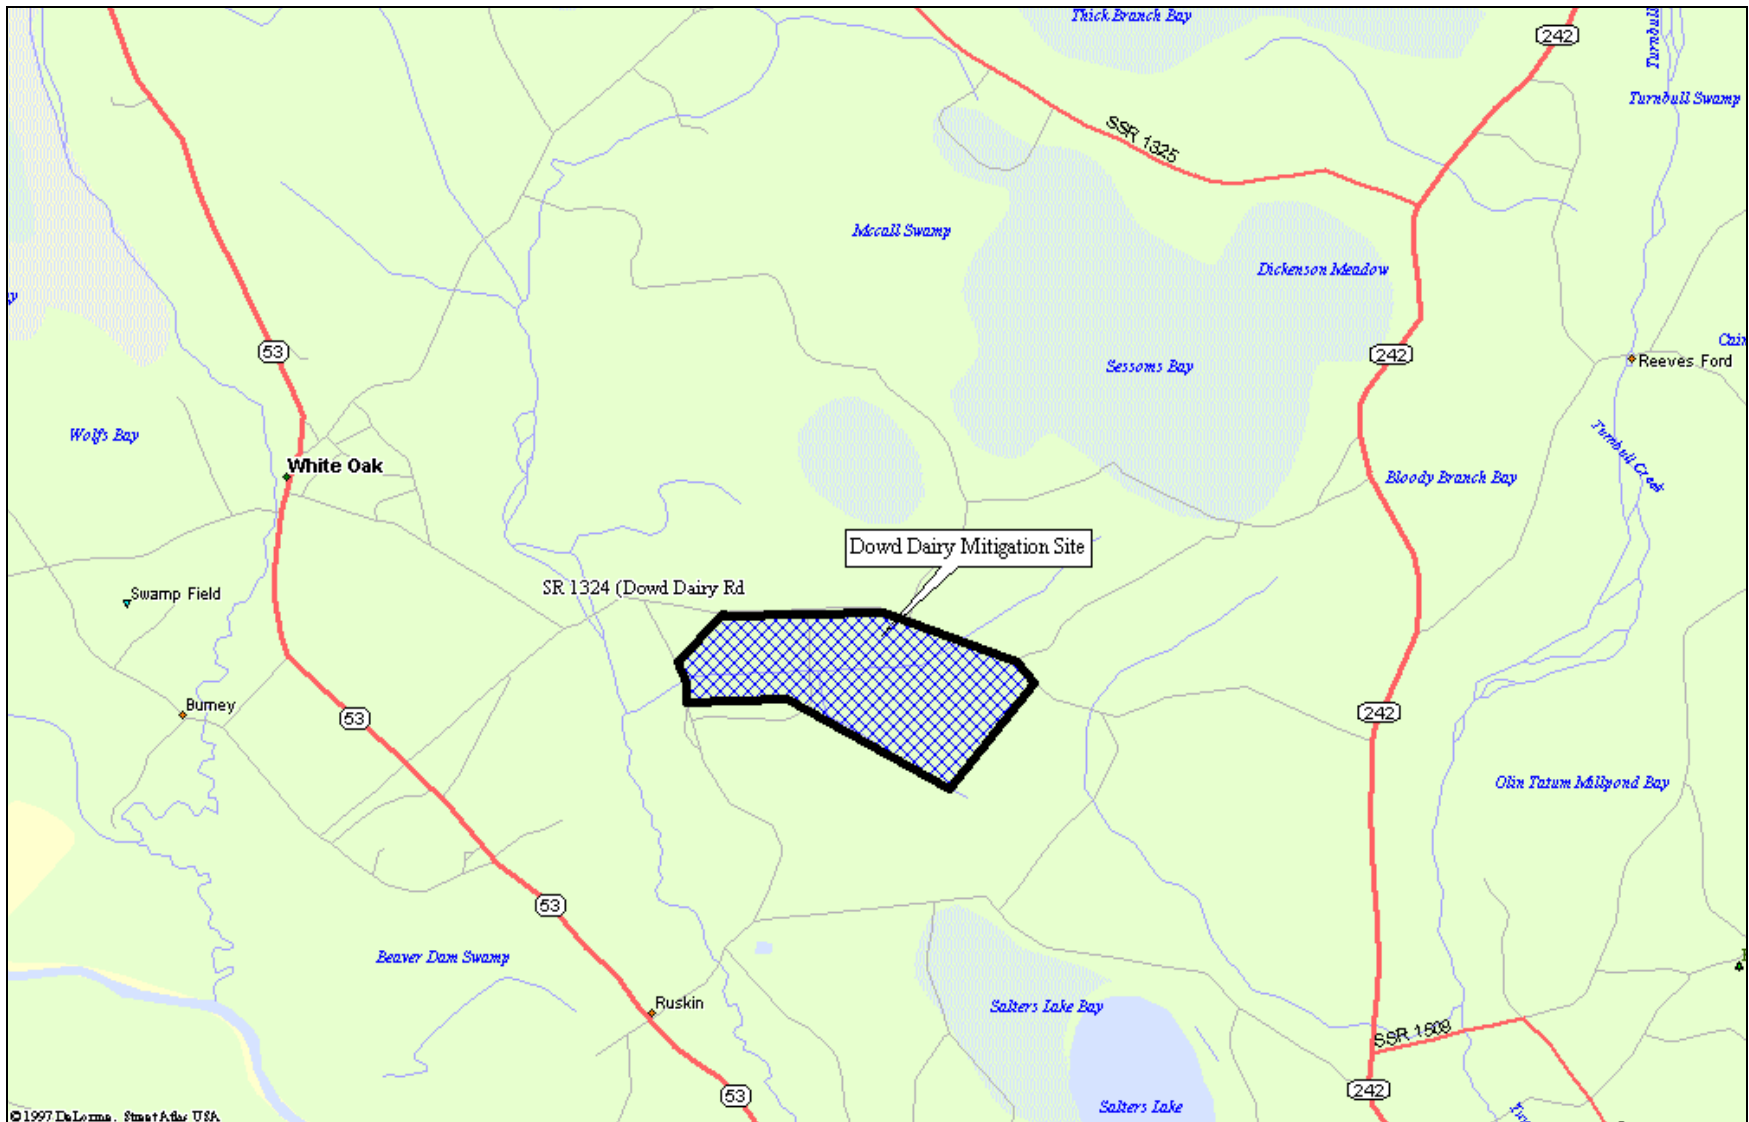 Thick Branch Bay
242
Turnbull
Turnbull Swamp
SSR 1325
Mccall Swamp
Dickenson Meadow
53
242
Sessoms Bay
Reeves Ford
Wolfs Bay
White Oak
Bloody Branch Bay
Turnbull Creek
Dowd Dairy Mitigation Site
SR 1324 (Dowd Dairy Rd
Swamp Field
Burney
53
242
Olin Tatum Millpond Bay
53
Beaver Dam Swamp
Ruskin
Salters Lake Bay
SSR 1509
53
242
Salters Lake
©1997 DeLorme. Street Atlas USA